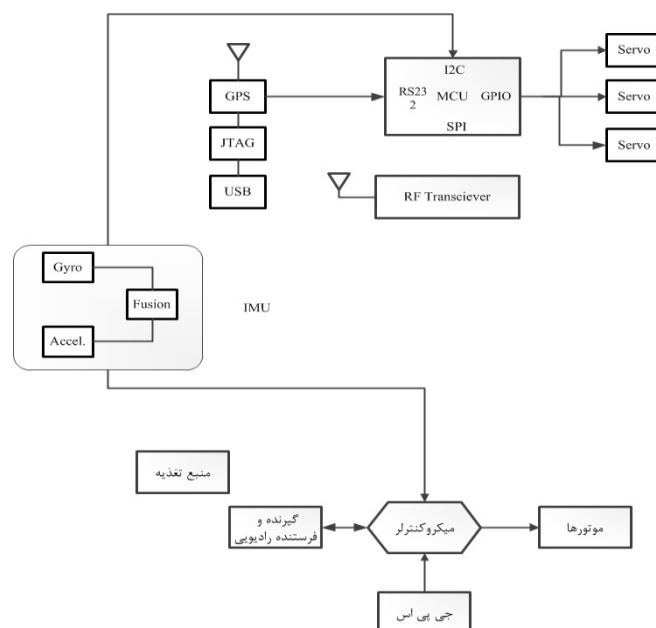 Servo
I2C
GPS
RS23
2
MCU
GPIO
Servo
SPI
JTAG
Servo
USB
RF Transciever
Gyro
Fusion
IMU
Accel.
منبع تغذیه
گیرنده و
فرستنده رادیویی
میکروکنترلر
موتورها
جی پی اس